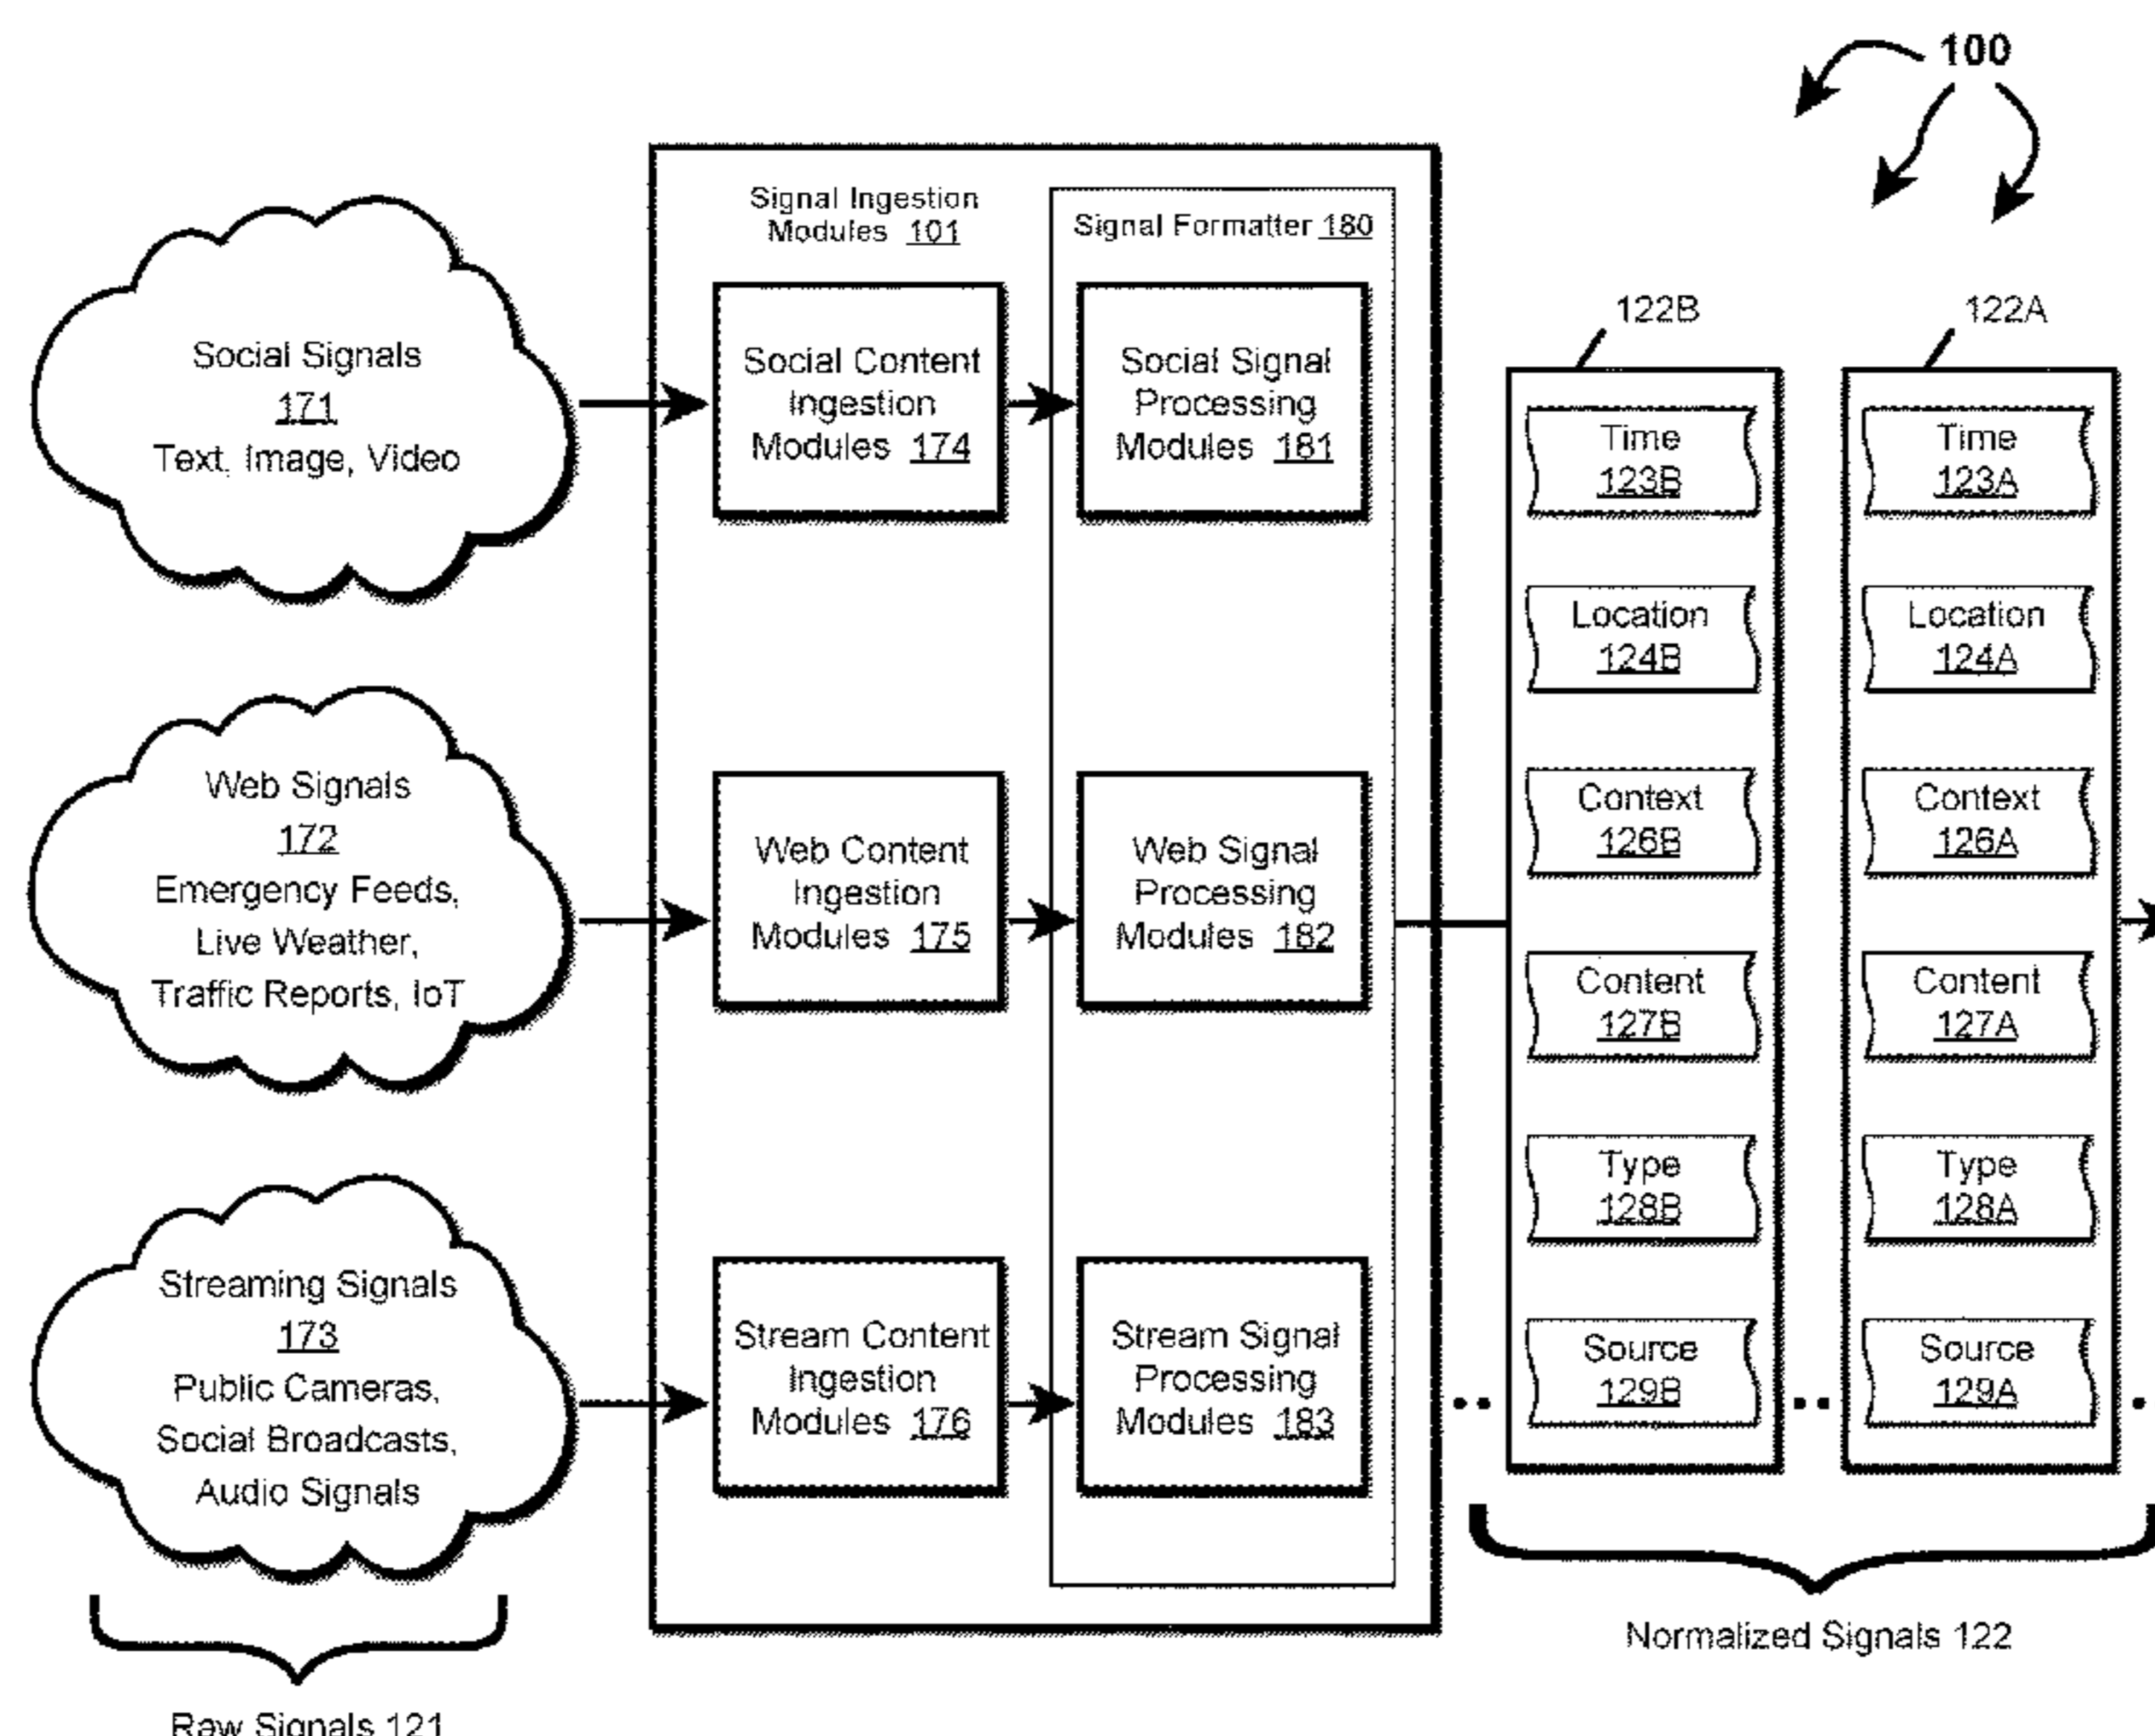 100
Signal Ingestion
Modules 101
Signal Formatter 180
Social Signals
171
Text, Image, Video
Social Content
Ingestion
Modules 174
Social Signal
Processing
Modules 181
Web Signals
172
Emergency Feeds,
Live Weather,
Traffic Reports, IoT
Web Content
Ingestion
Modules 175
Web Signal
Processing
Modules 182
Streaming Signals
173
Public Cameras,
Social Broadcasts,
Audio Signals
Stream Content
Ingestion
Modules 176
Stream Signal
Processing
Modules 183
122B
Time
123B
Location
124B
Context
126B
Content
127B
Type
128B
Source
129B
122A
Time
123A
Location
124A
Context
126A
Content
127A
Type
128A
Source
129A
Raw Signals 121
Normalized Signals 122